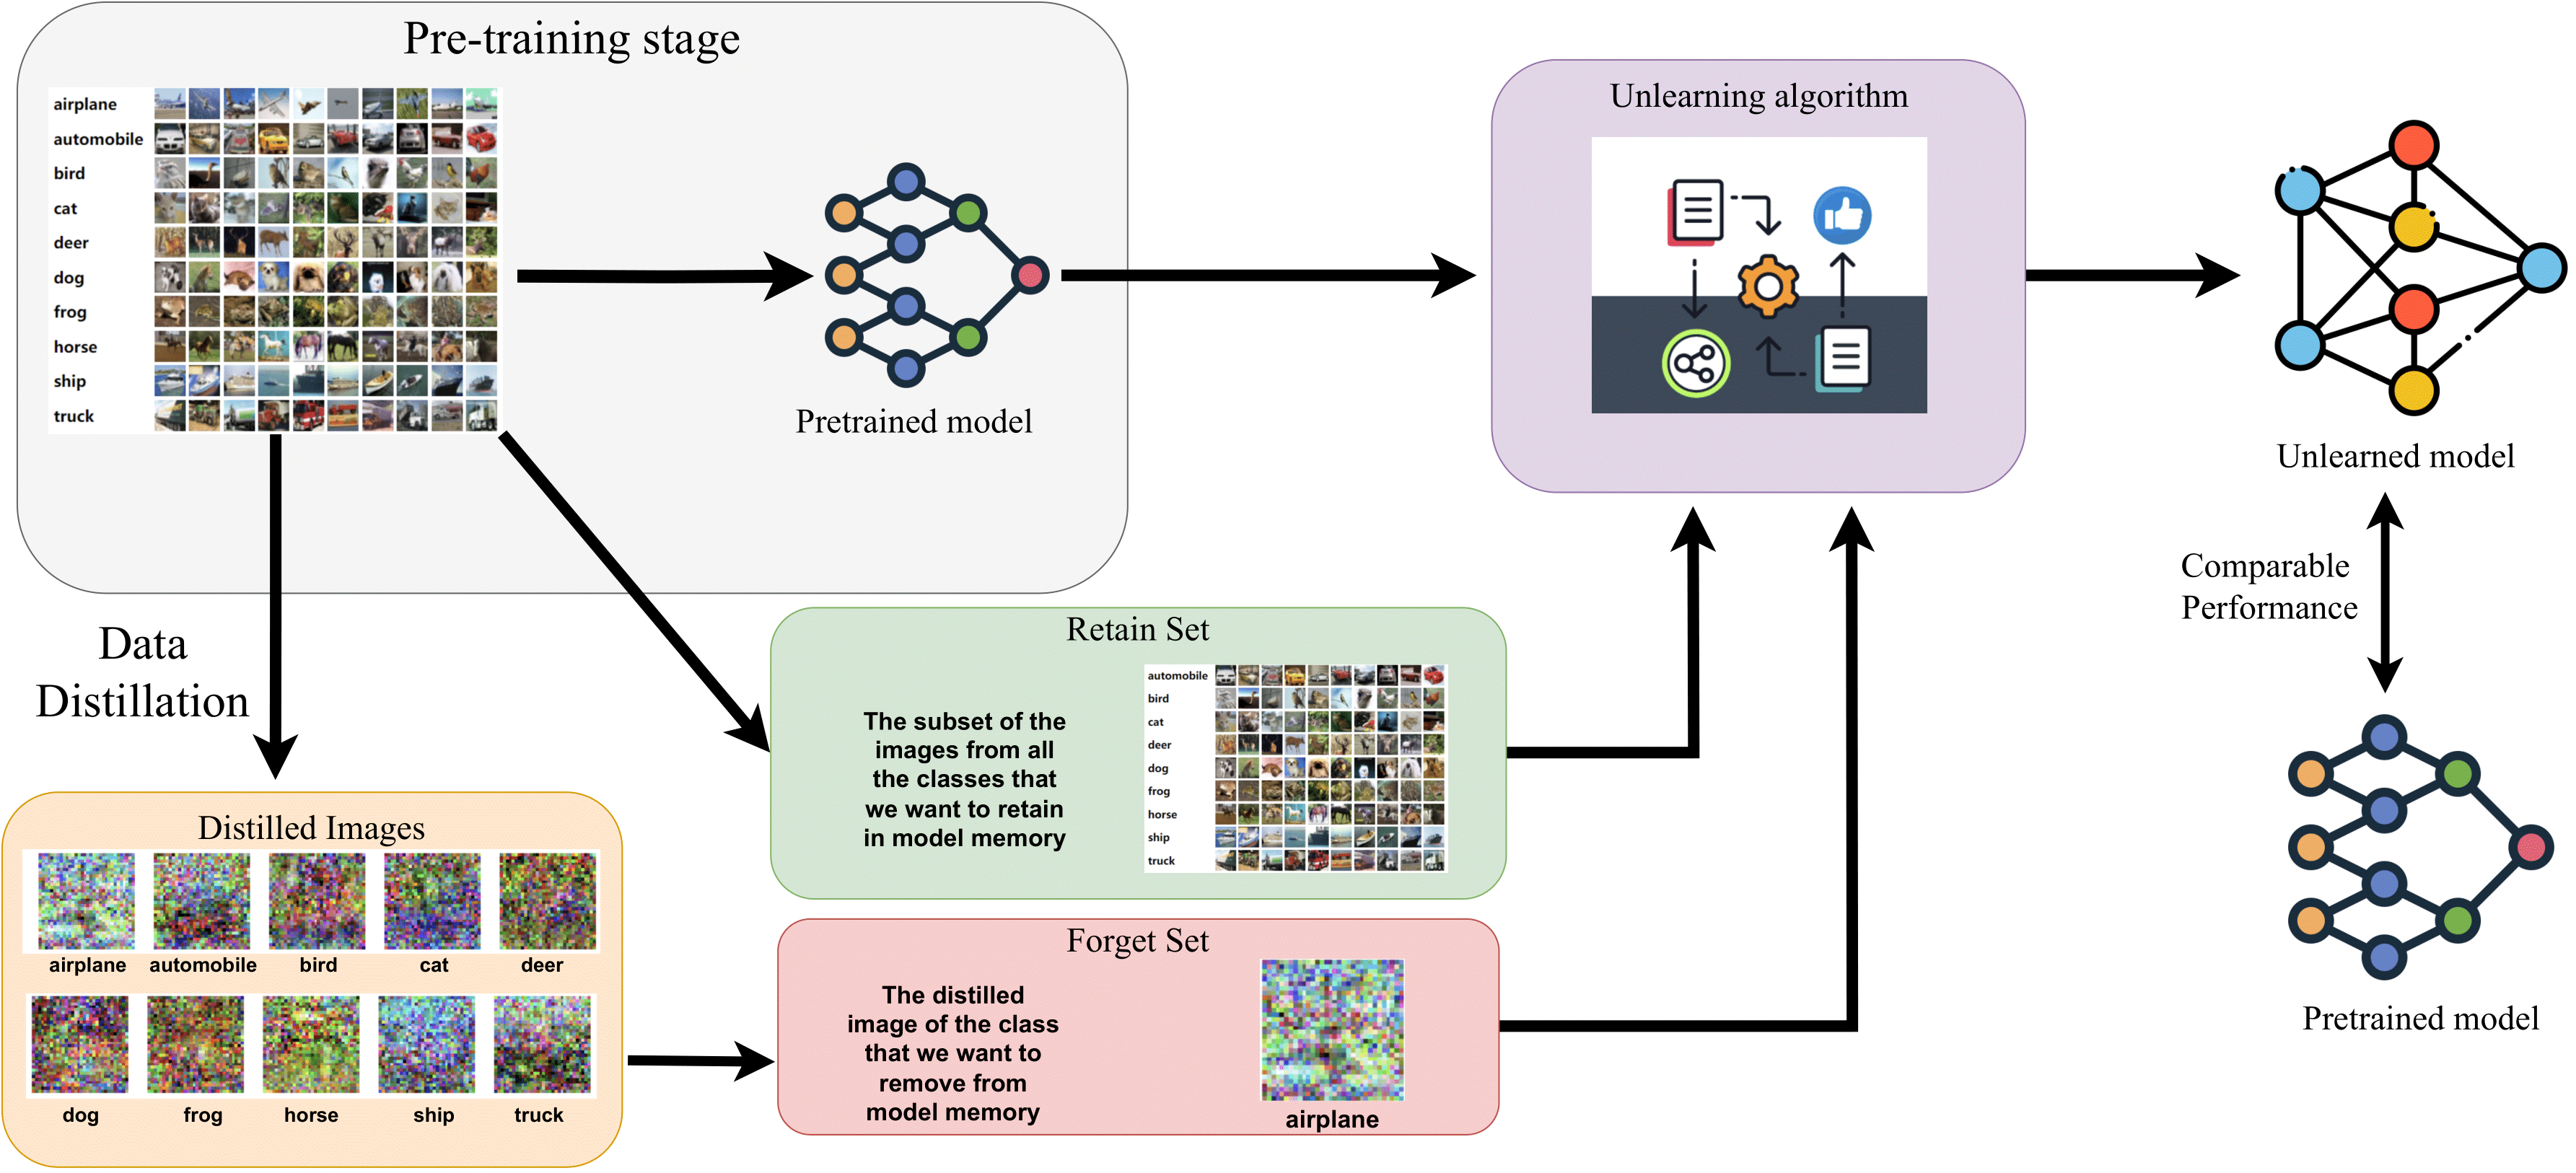 Pre-training stage
airplane
automobile
bird
cat
deer
dog
frog
horse
ship
truck
Pretrained model
Unlearning algorithm
Unlearned model
Comparable
Performance
Pretrained model
Data
Distillation
Distilled Images
airplane automobile bird cat deer
dog frog horse ship truck
Retain Set
The subset of the
images from all
the classes that
we want to retain
in model memory
automobile
bird
cat
deer
dog
frog
horse
ship
truck
Forget Set
The distilled
image of the class
that we want to
remove from
model memory
airplane